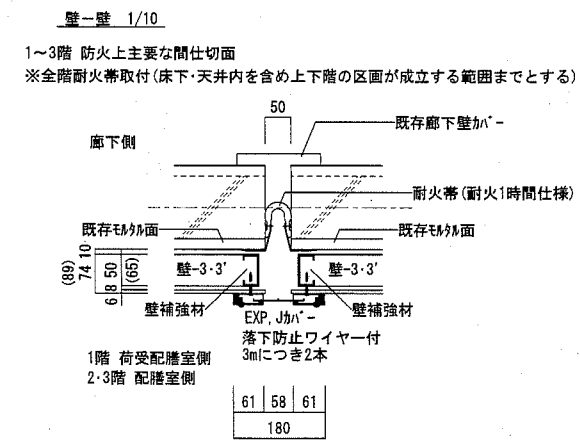 壁ー壁 1/10
1～3階 防火上主要な間仕切面
※全階耐火帯取付(床下・天井内を含め上下階の区画が成立する範囲までとする)
50
既存廊下壁ｶﾊﾞｰ
廊下側
耐火帯(耐火1時間仕様)
既存ﾓﾙﾀﾙ面
既存ﾓﾙﾀﾙ面
(89)
74
6 8 50 10
(65)
壁-3・3'
壁-3・3'
壁補強材
壁補強材
EXP,Jｶﾊﾞｰ
落下防止ワイヤー付
3mにつき2本
1階 荷受配膳室側
2・3階 配膳室側
61 58 61
180